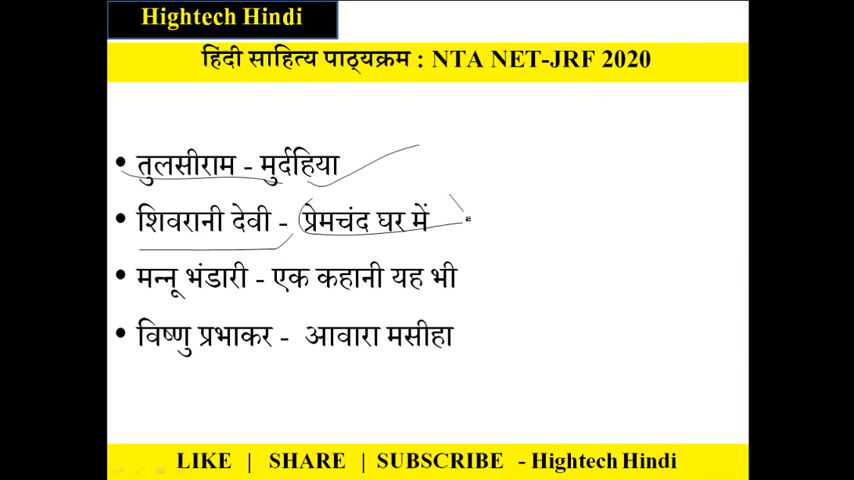 Hightech Hindi
हिंदी साहित्य पाठ्यक्रम : NTA NET-JRF 2020
• तुलसीराम - मुर्दहिया
• शिवरानी देवी - प्रेमचंद घर में
• मन्नू भंडारी - एक कहानी यह भी
• विष्णु प्रभाकर - आवारा मसीहा
LIKE | SHARE | SUBSCRIBE - Hightech Hindi